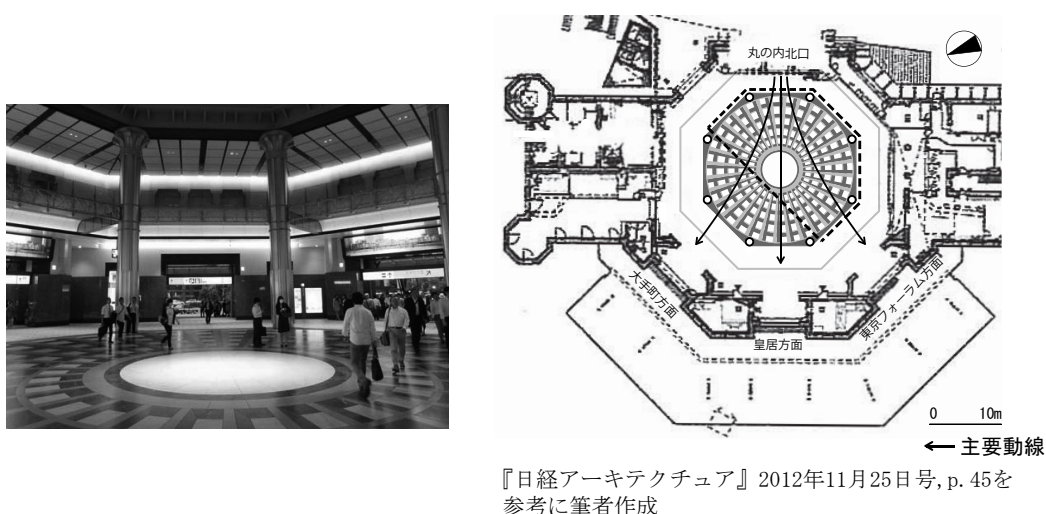 丸の内北口
大手町方面
皇居方面
東京フォーラム方面
0 10m
主要動線
『日経アーキテクチュア』2012年11月25日号,p.45を
参考に筆者作成